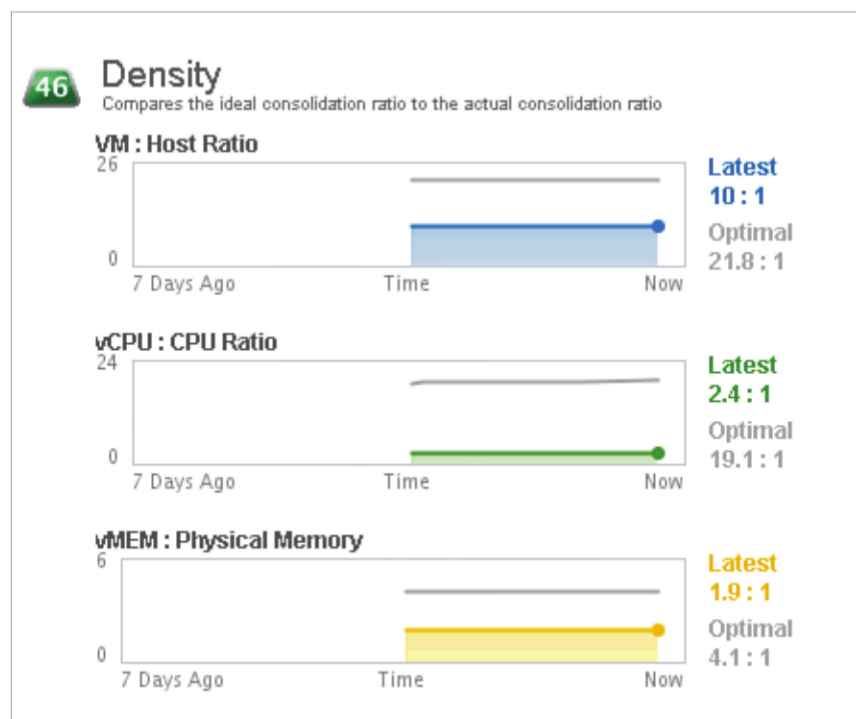 46
Density
Compares the ideal consolidation ratio to the actual consolidation ratio
VM : Host Ratio
26
0
7 Days Ago Time Now
Latest
10 : 1
Optimal
21.8 : 1
vCPU : CPU Ratio
24
0
7 Days Ago Time Now
Latest
2.4 : 1
Optimal
19.1 : 1
vMEM : Physical Memory
6
0
7 Days Ago Time Now
Latest
1.9 : 1
Optimal
4.1 : 1